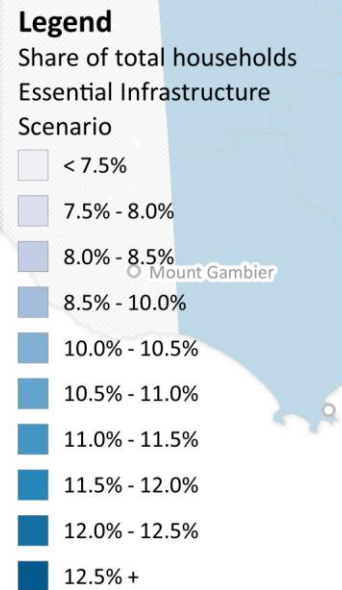 Legend
Share of total households
Essential Infrastructure
Scenario
< 7.5%
7.5% - 8.0%
8.0% - 8.5%
Mount Gambier
8.5% - 10.0%
10.0% - 10.5%
10.5% - 11.0%
11.0% - 11.5%
11.5% - 12.0%
12.0% - 12.5%
12.5% +